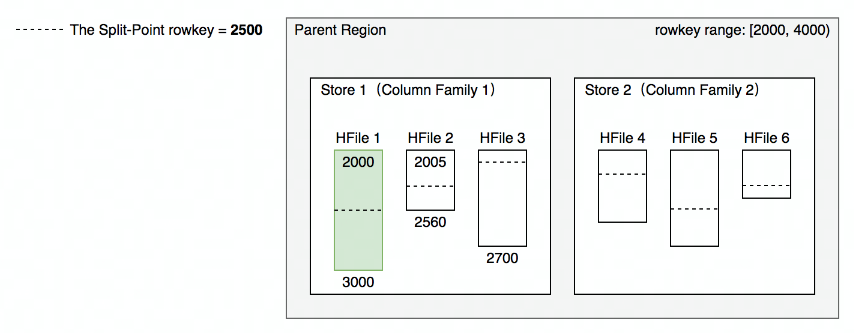 The Split-Point rowkey = 2500
Parent Region
rowkey range: [2000, 4000)
Store 1（Column Family 1）
Store 2（Column Family 2）
HFile 1
HFile 2
HFile 3
HFile 4
HFile 5
HFile 6
2000
2005
2560
2700
3000